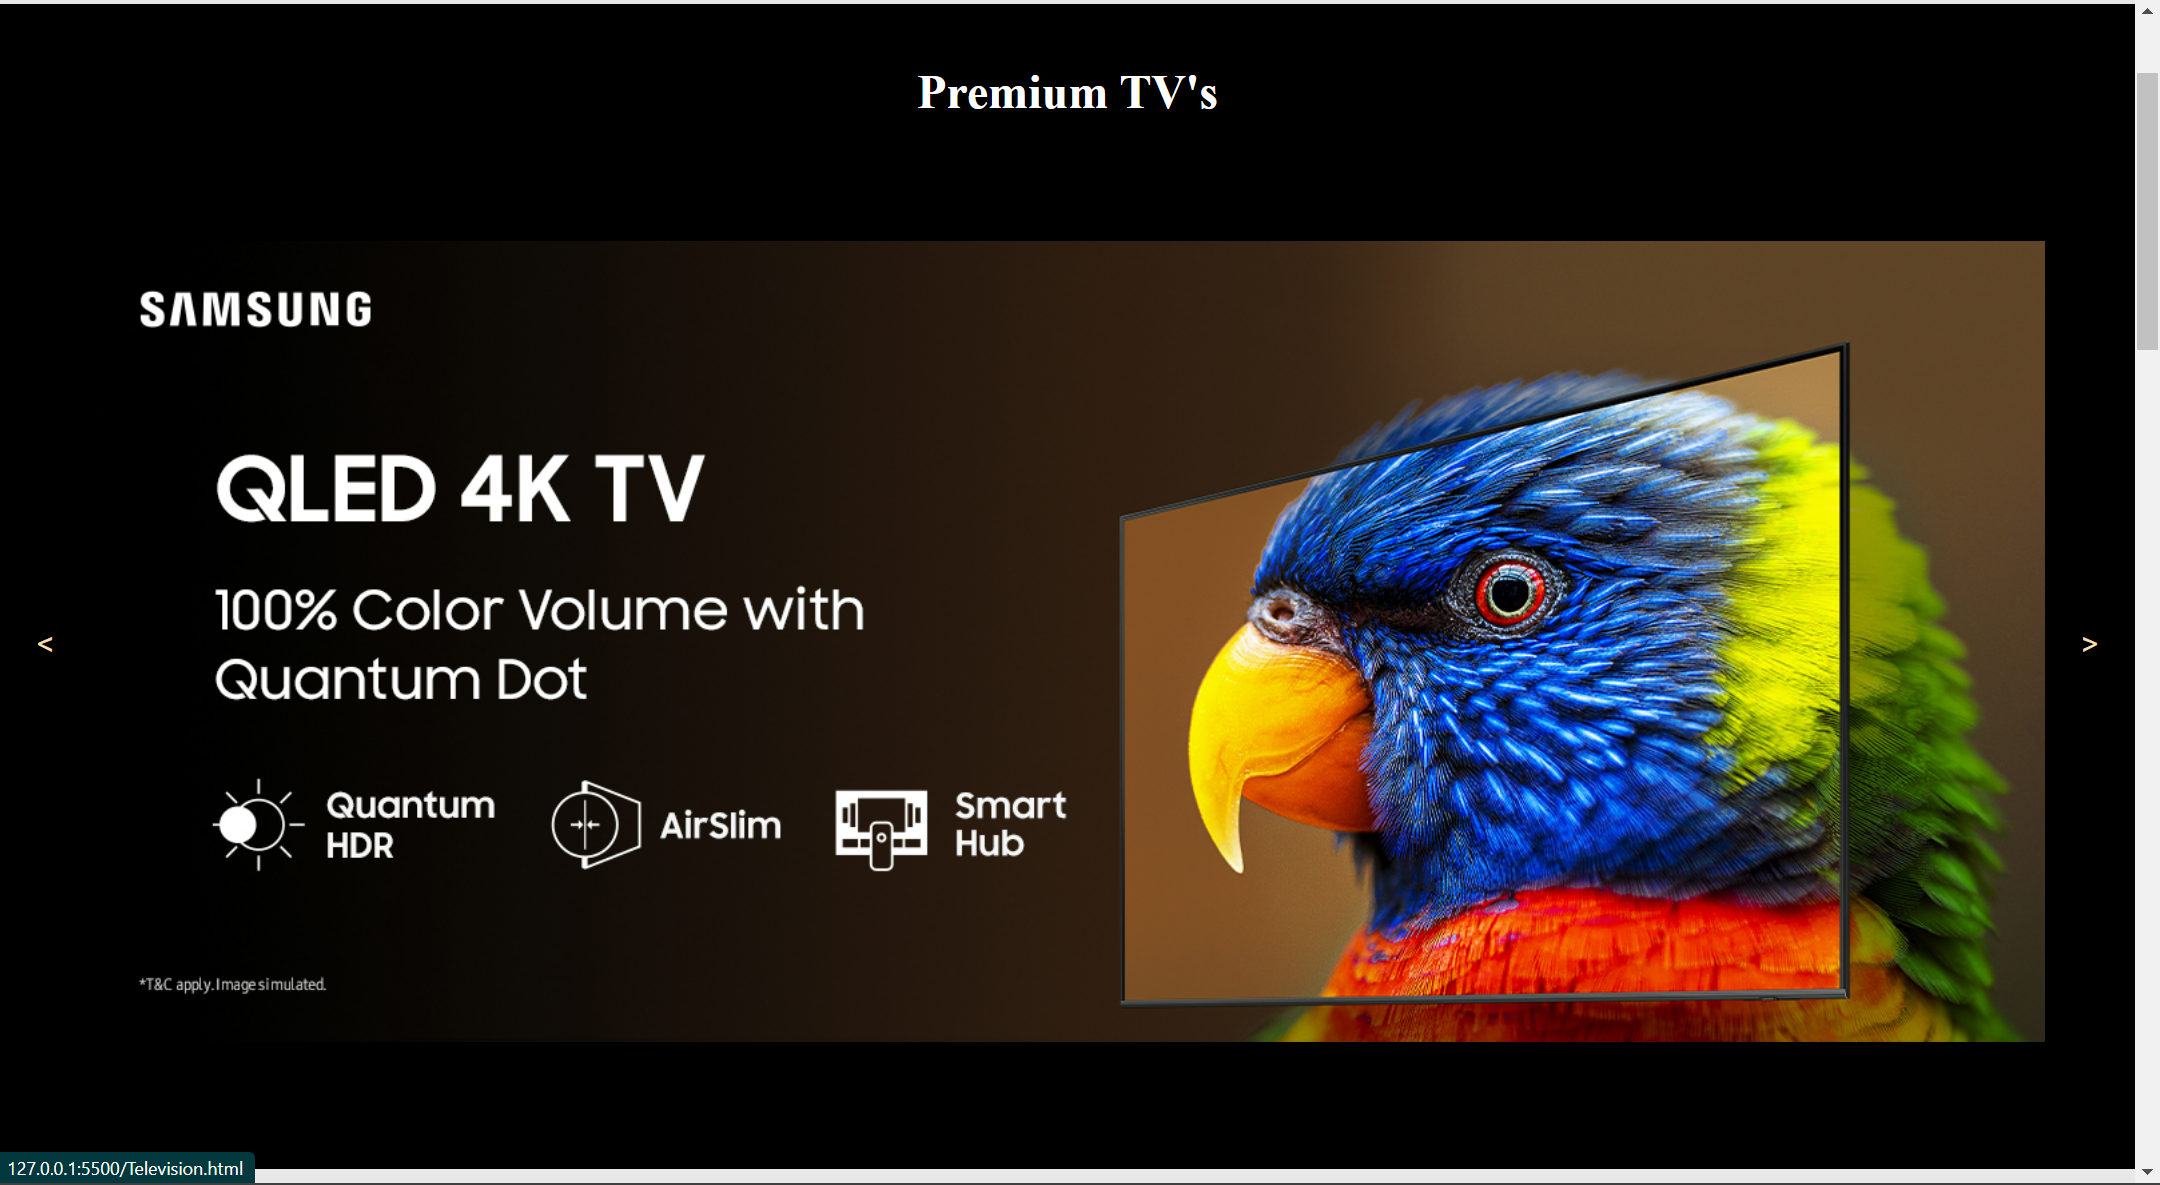 Premium TV's
SAMSUNG
QLED 4K TV
100% Color Volume with
Quantum Dot
Quantum
HDR
AirSlim
Smart
Hub
<
>
*T&C apply. Image simulated.
127.0.0.1:5500/Television.html